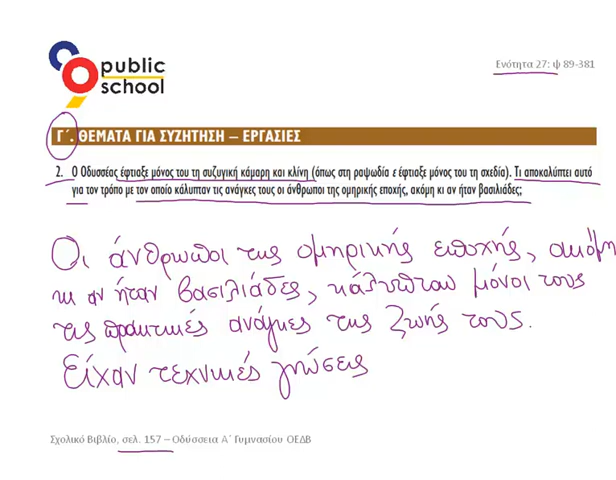 public
school
Ενότητα 27: ψ 89-381
Γ΄. ΘΕΜΑΤΑ ΓΙΑ ΣΥΖΗΤΗΣΗ – ΕΡΓΑΣΙΕΣ
2. Ο Οδυσσέας έφτιαξε μόνος του τη συζυγική κάμαρη και κλίνη (όπως στη ραψωδία ε έφτιαξε μόνος του τη σχεδία). Τι αποκαλύπτει αυτό
για τον τρόπο με τον οποίο κάλυπταν τις ανάγκες τους οι άνθρωποι της ομηρικής εποχής, ακόμη κι αν ήταν βασιλιάδες;
Οι άνθρωποι της ομηρικής εποχής, ακόμη
κι αν ήταν βασιλιάδες, κάλυπταν μόνοι τους
τις πρακτικές ανάγκες της ζωής τους.
Είχαν τεχνικές γνώσεις
Σχολικό Βιβλίο, σελ. 157 – Οδύσσεια Α΄ Γυμνασίου ΟΕΔΒ